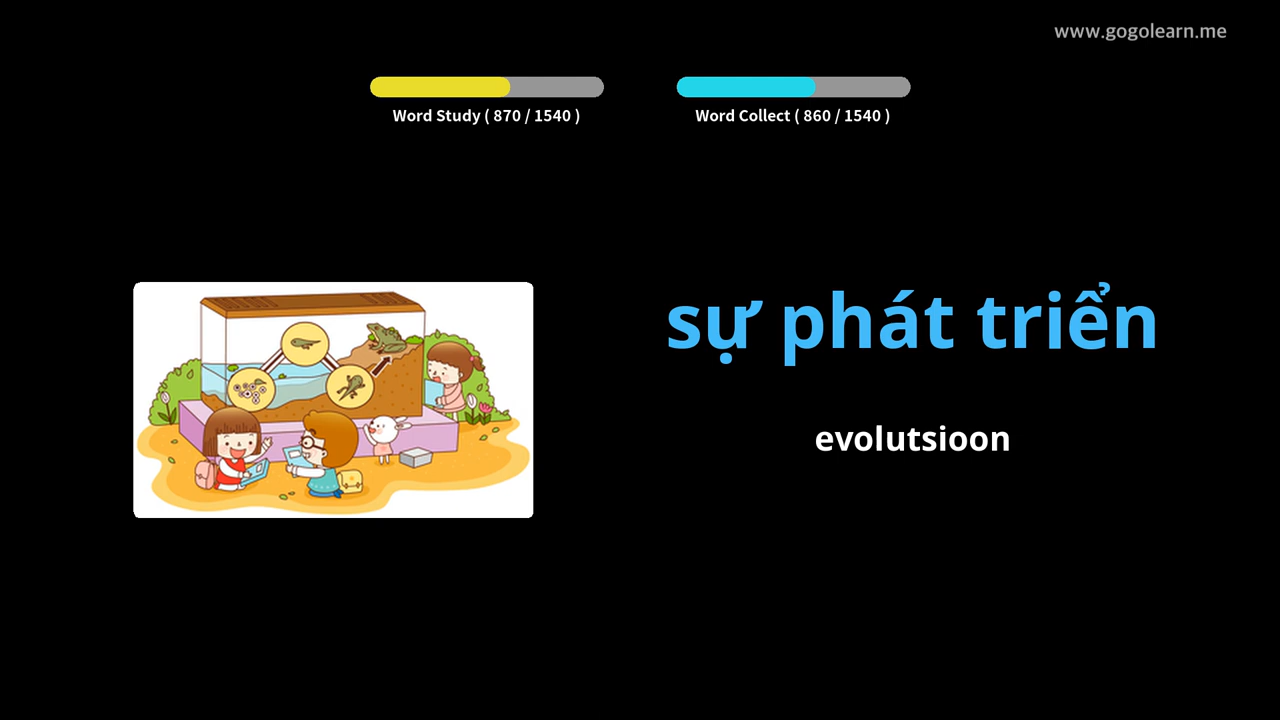 www.gogolearn.me
Word Study ( 870 / 1540 )
Word Collect ( 860 / 1540 )
sự phát triển
evolutsioon